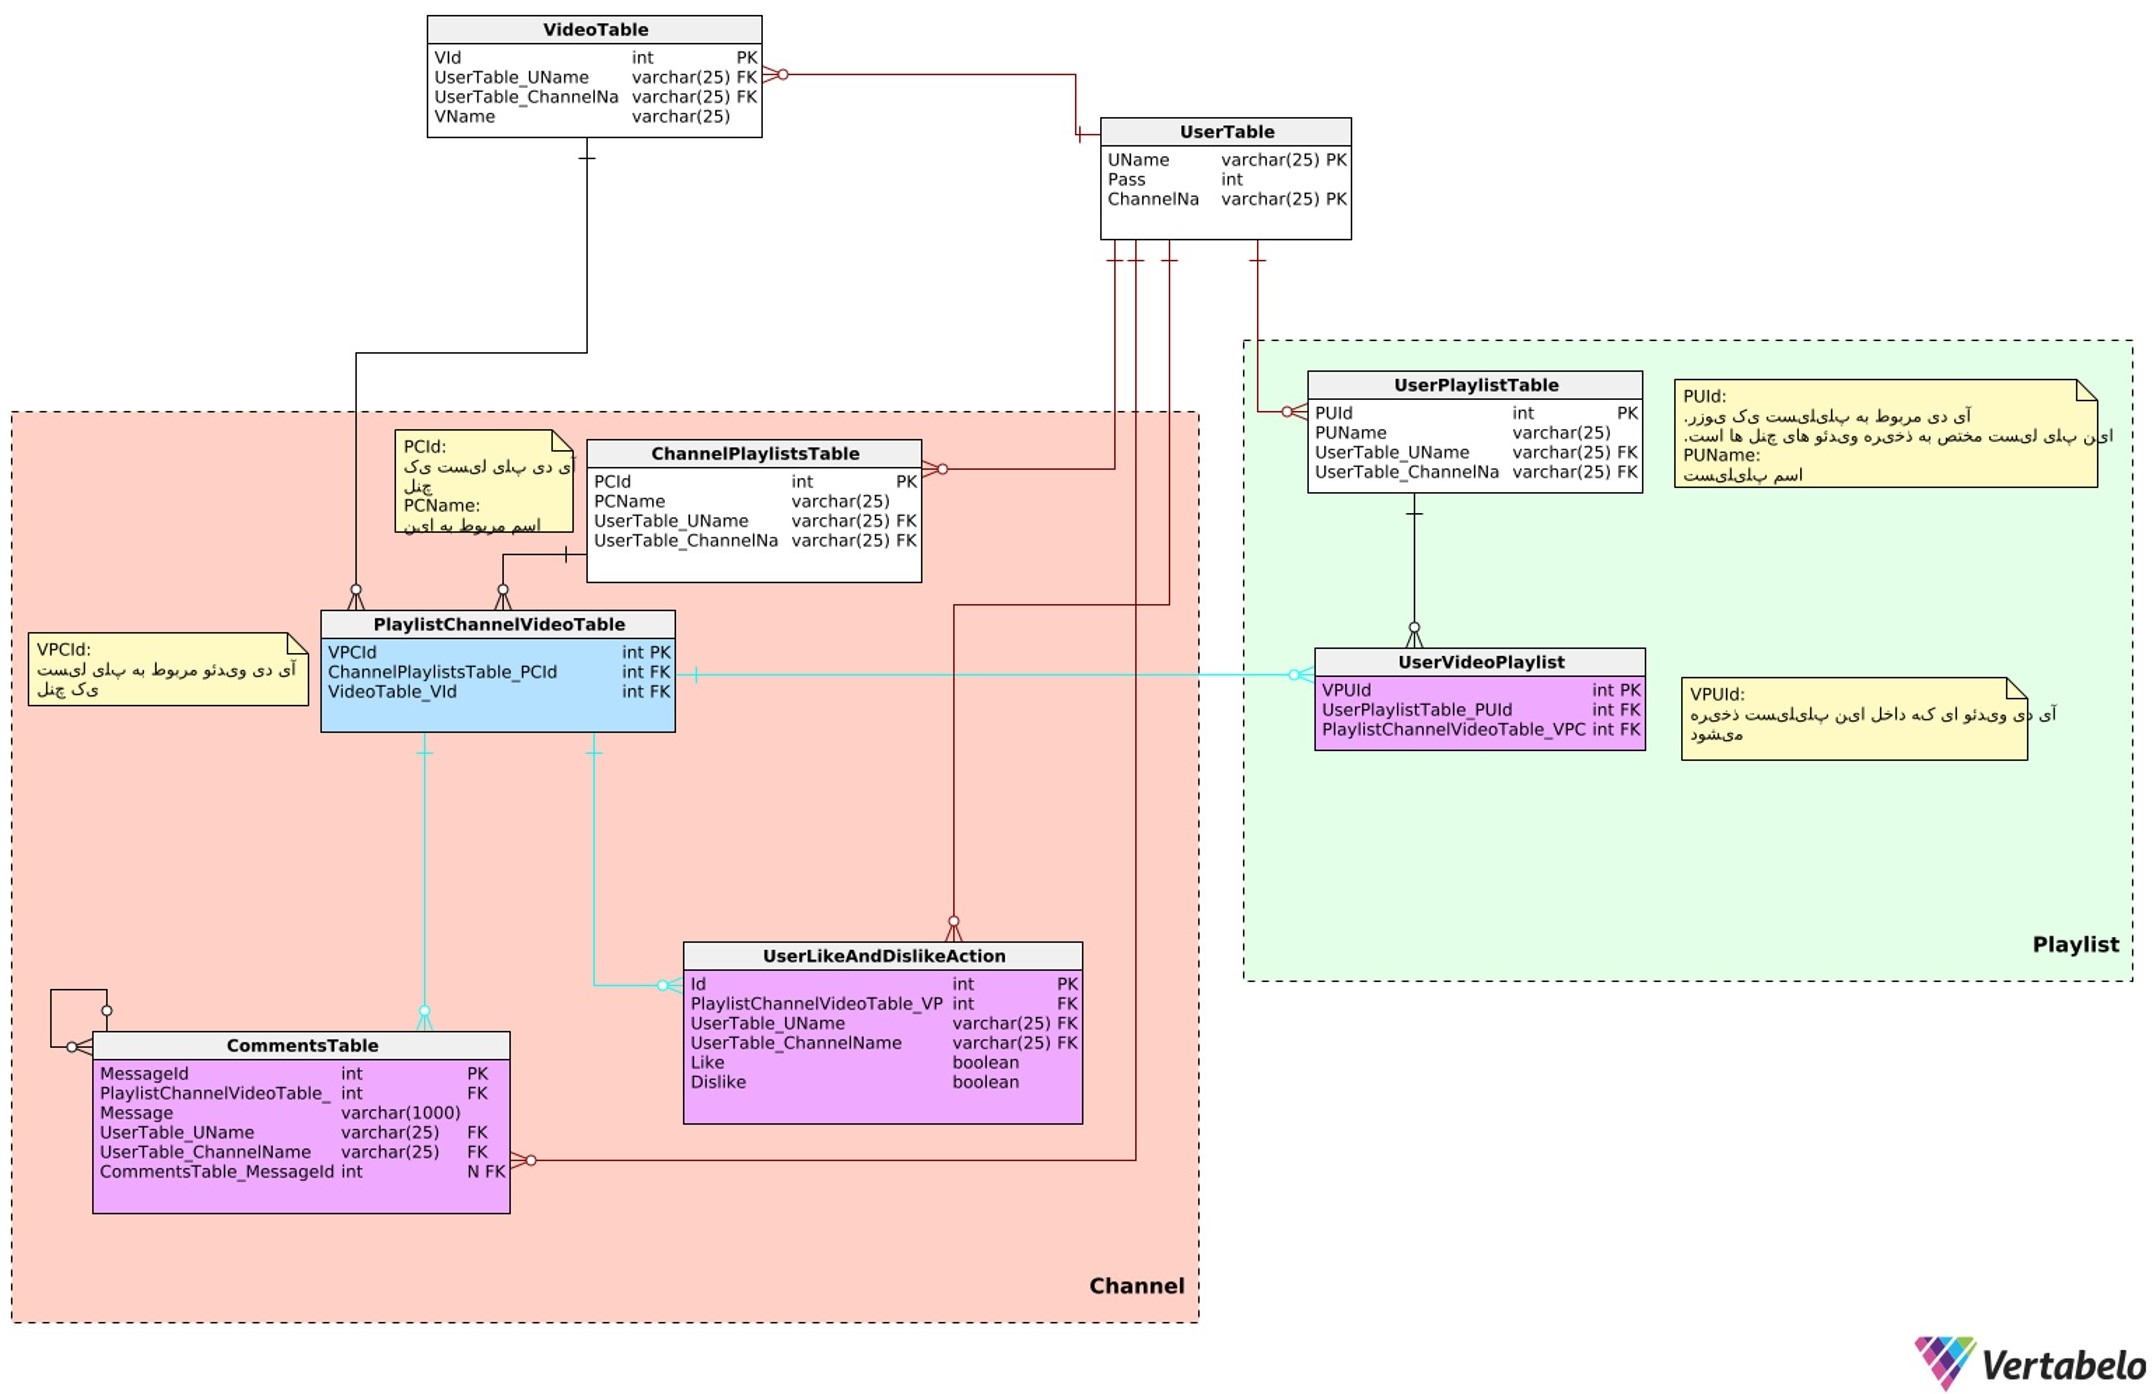 VideoTable
VId int PK
UserTable_UName varchar(25) FK
UserTable_ChannelNa varchar(25) FK
VName varchar(25)
UserTable
UName varchar(25) PK
Pass int
ChannelNa varchar(25) PK
UserPlaylistTable
PUId int PK
PUName varchar(25)
UserTable_UName varchar(25) FK
UserTable_ChannelNa varchar(25) FK
PUId:
آی دی مربوط به پلیلیست یک یوزر.
این پلی لیست مختص به ذخیره ویدئو های چنل ها است.
PUName:
اسم پلیلیست
PCId:
آی دی پلی لیست یک
چنل
PCName:
اسم مربوط به این
ChannelPlaylistsTable
PCId int PK
PCName varchar(25)
UserTable_UName varchar(25) FK
UserTable_ChannelNa varchar(25) FK
VPCId:
آی دی ویدئو مربوط به پلی لیست
یک چنل
PlaylistChannelVideoTable
VPCId int PK
ChannelPlaylistsTable_PCId int FK
VideoTable_VId int FK
UserVideoPlaylist
VPUId int PK
UserPlaylistTable_PUId int FK
PlaylistChannelVideoTable_VPC int FK
VPUId:
آی دی ویدئو ای که داخل این پلیلیست ذخیره
میشود
Playlist
UserLikeAndDislikeAction
Id int PK
PlaylistChannelVideoTable_VP int FK
UserTable_UName varchar(25) FK
UserTable_ChannelName varchar(25) FK
Like boolean
Dislike boolean
CommentsTable
MessageId int PK
PlaylistChannelVideoTable_ int FK
Message varchar(1000)
UserTable_UName varchar(25) FK
UserTable_ChannelName varchar(25) FK
CommentsTable_MessageId int N FK
Channel
Vertabelo